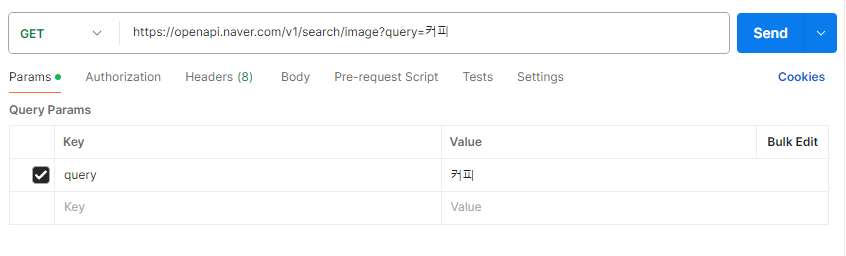 GET https://openapi.naver.com/v1/search/image?query=커피 Send
Params Authorization Headers (8) Body Pre-request Script Tests Settings Cookies
Query Params
Key Value Bulk Edit
query 커피
Key Value